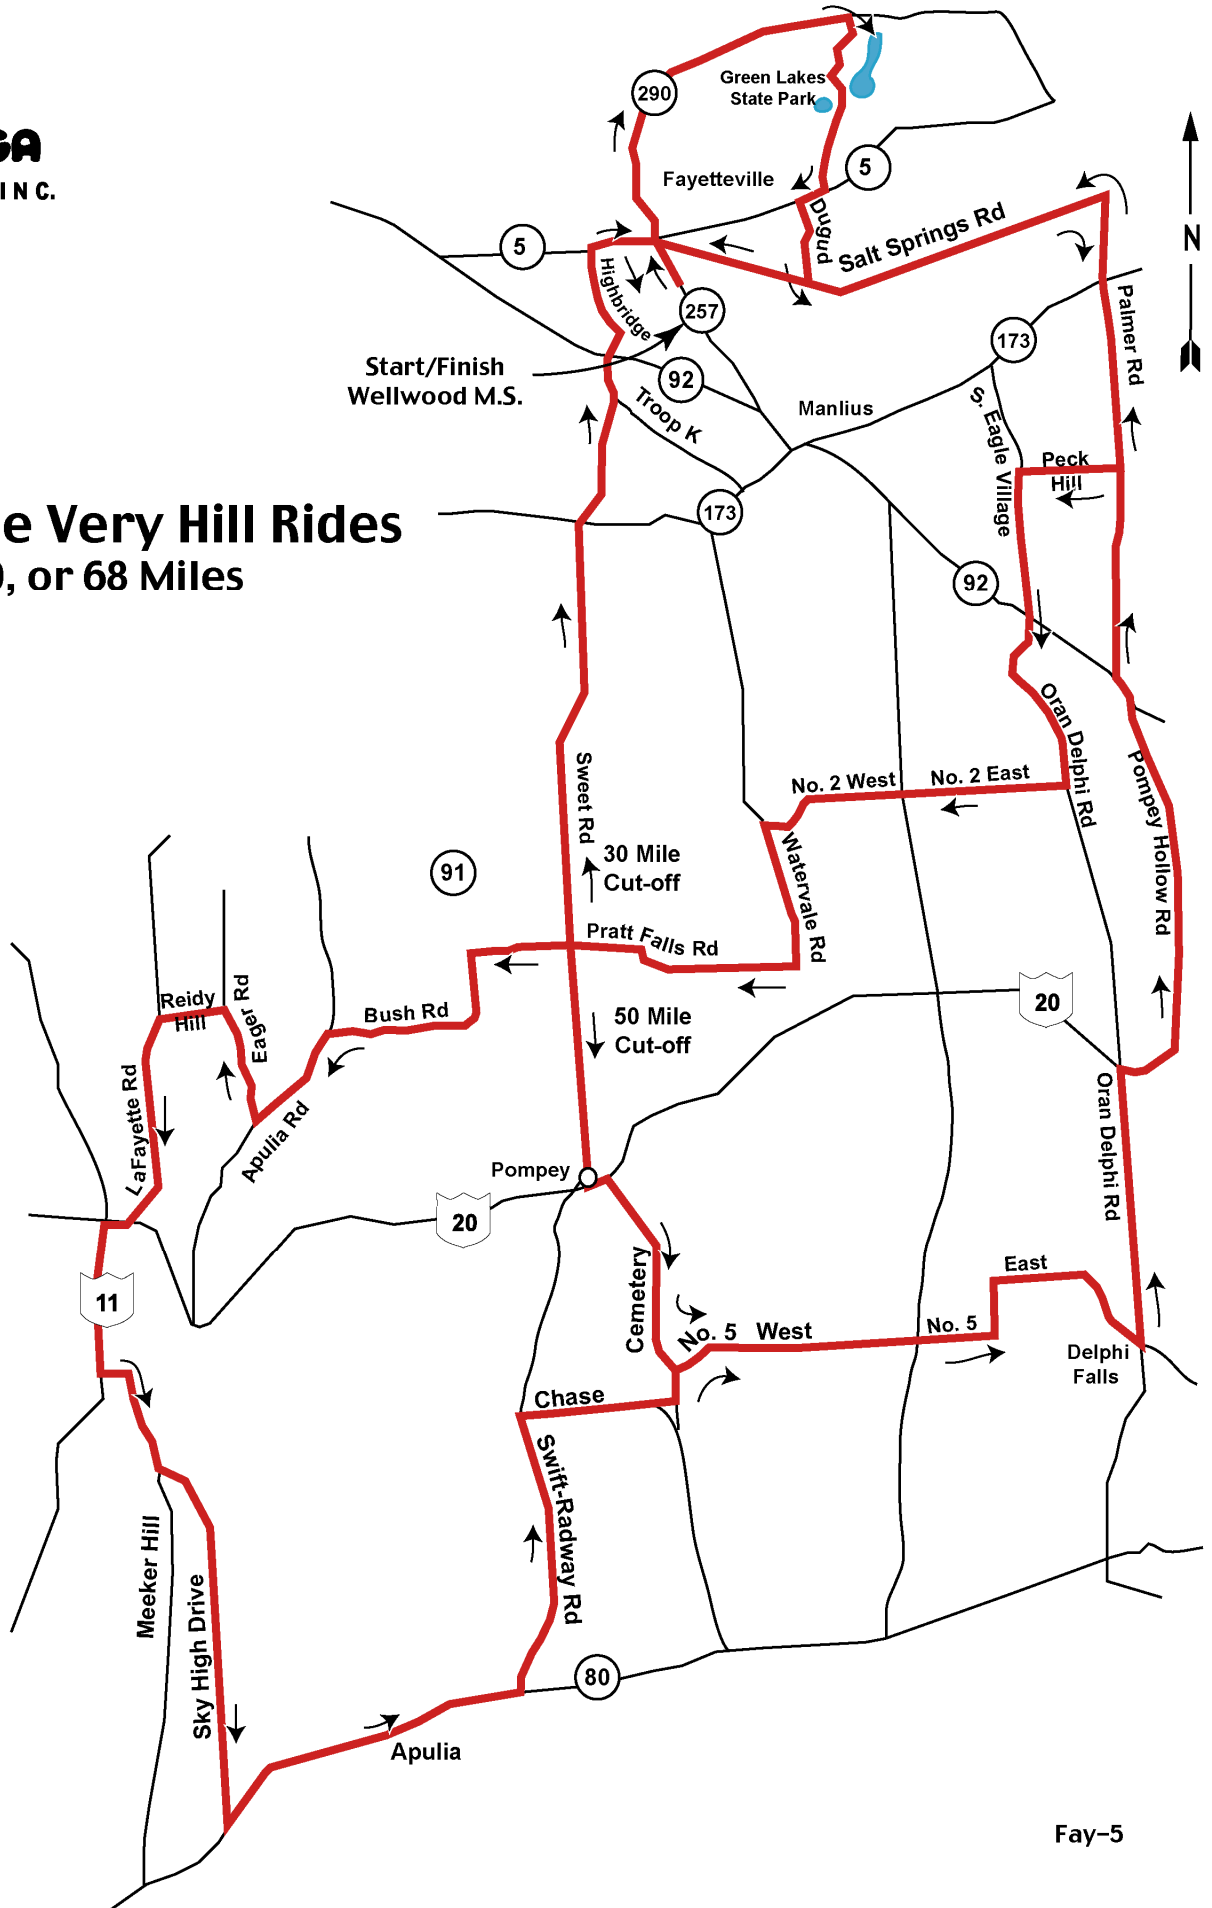 Green Lakes
State Park
290
5
Fayetteville
INC.
Dugud
Salt Springs Rd
5
N
Highbridge
257
Palmer Rd
173
Start/Finish
Wellwood M.S.
92
Troop K
Manlius
S. Eagle Village
Peck
Hill
173
e Very Hill Rides
, or 68 Miles
92
Oran Delphi Rd
Sweet Rd
No. 2 West
No. 2 East
Pompey Hollow Rd
30 Mile
Cut-off
91
Watervale Rd
Pratt Falls Rd
Reidy
Hill
Eager Rd
Bush Rd
50 Mile
Cut-off
20
LaFayette Rd
Apulia Rd
Oran Delphi Rd
Pompey
20
Cemetery
East
11
No. 5 West
No. 5
Delphi
Falls
Chase
Swift-Radway Rd
Meeker Hill
Sky High Drive
80
Apulia
Fay-5